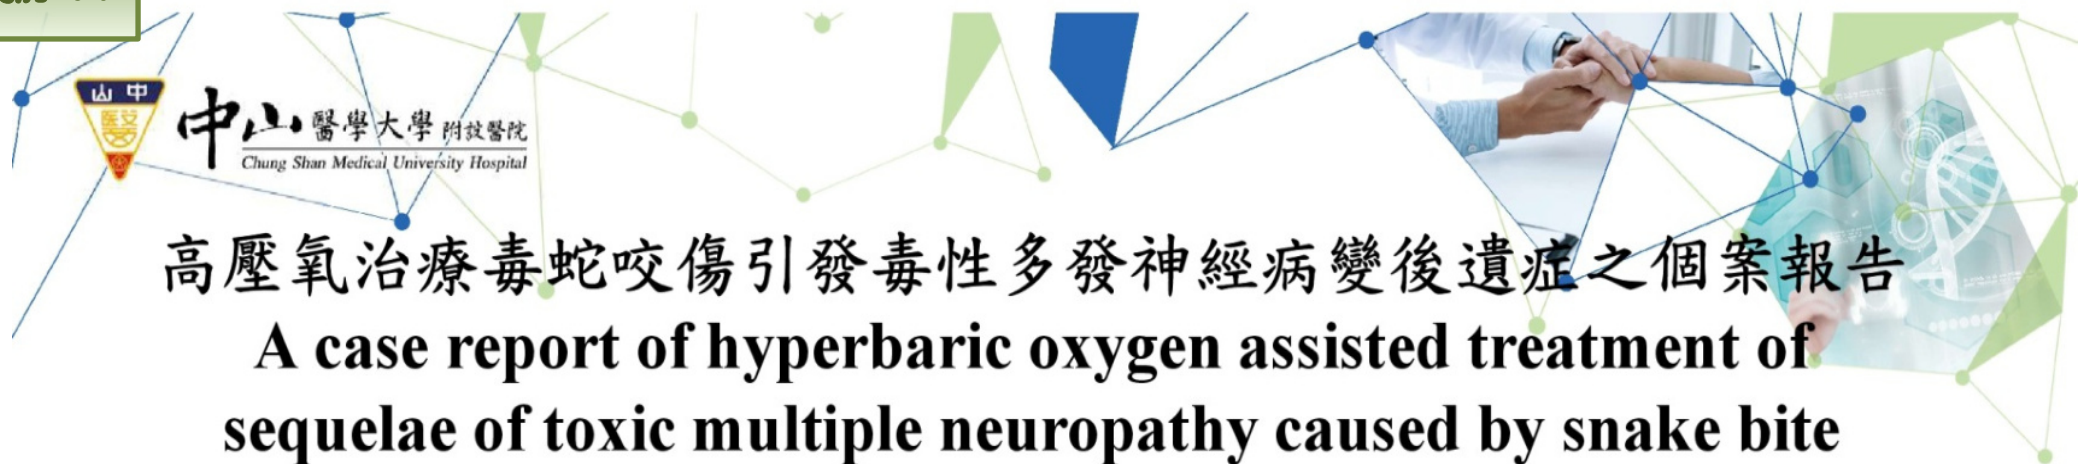 山中
中山醫學大學 附設醫院
Chung Shan Medical University Hospital
高壓氧治療毒蛇咬傷引發毒性多發神經病變後遺症之個案報告
A case report of hyperbaric oxygen assisted treatment of
sequelae of toxic multiple neuropathy caused by snake bite